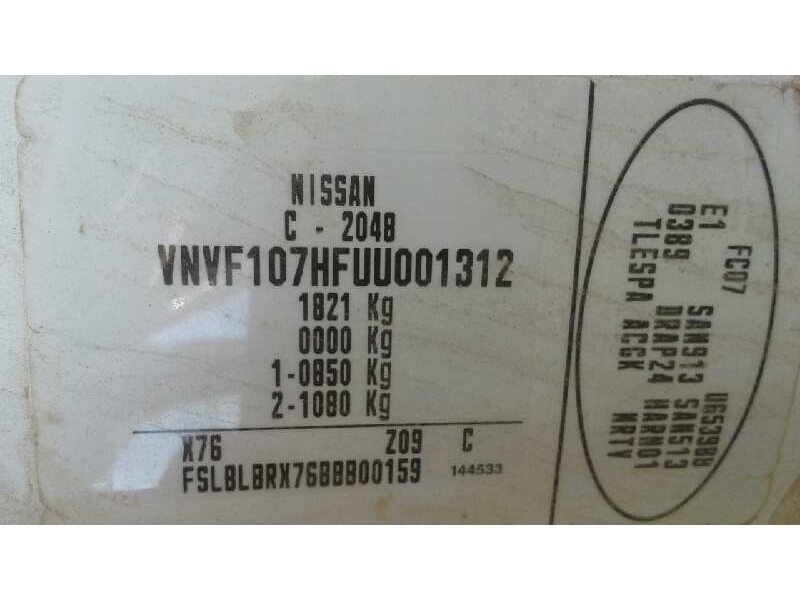 NISSAN
C - 2048
VNVF107HFUU001312
1821 Kg
0000 Kg
1-0850 Kg
2-1080 Kg
X76 Z09 C
FSLBLBRX76BBB00159 144533
FC07 U65398B
E1 SAN913 SAN513
0389 DRAP24 HARN01
TLESPA ACGK NRTV